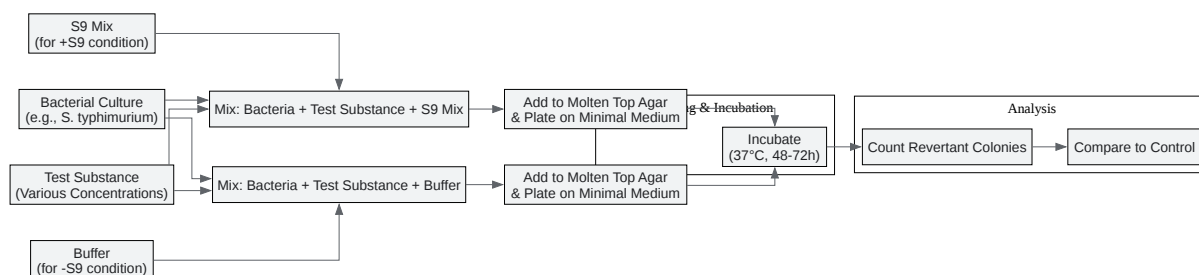 S9 Mix
(for +S9 condition)
Bacterial Culture
(e.g., S. typhimurium)
Test Substance
(Various Concentrations)
Buffer
(for -S9 condition)
Mix: Bacteria + Test Substance + S9 Mix
Mix: Bacteria + Test Substance + Buffer
Add to Molten Top Agar
& Plate on Minimal Medium
Add to Molten Top Agar
& Plate on Minimal Medium
& Incubation
Incubate
(37°C, 48-72h)
Analysis
Count Revertant Colonies
Compare to Control